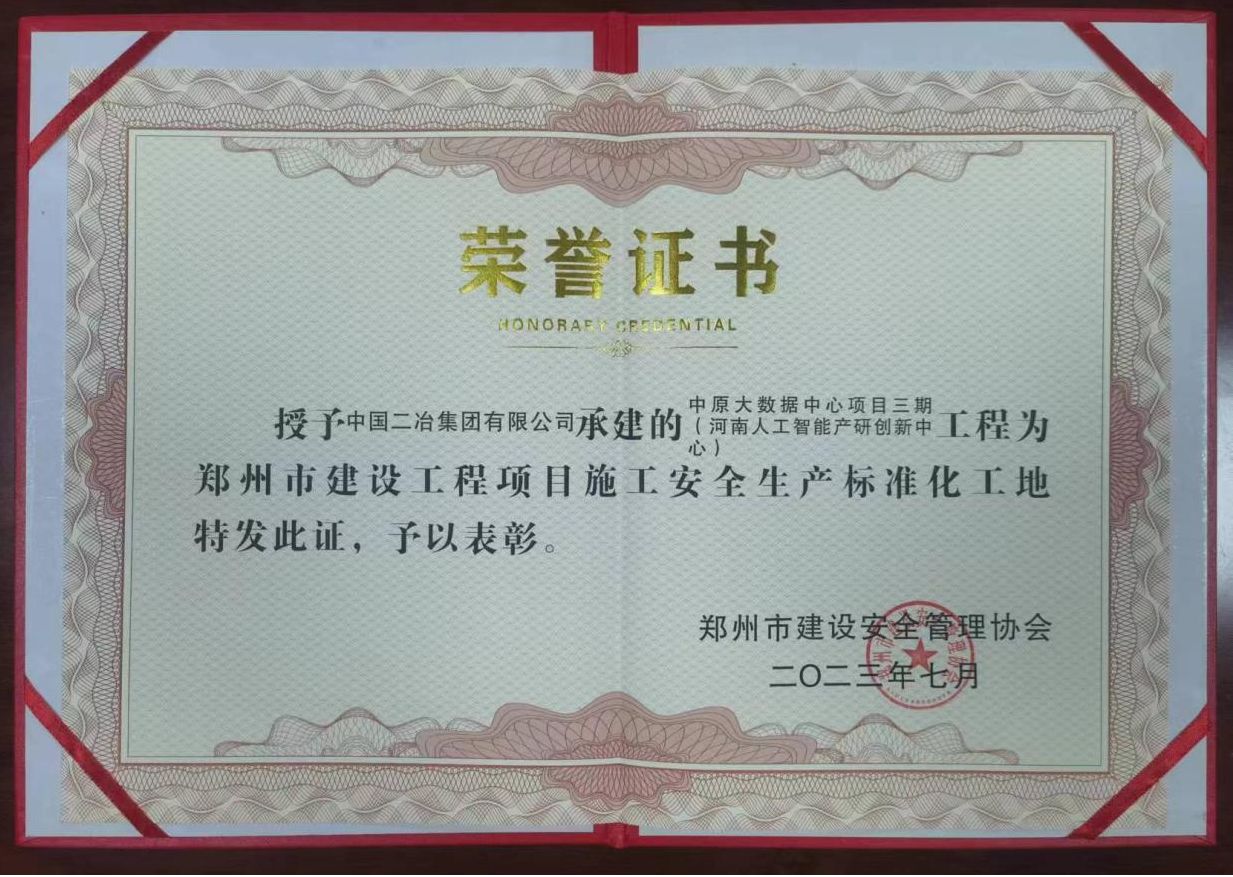 荣誉证书
HONORARY CREDENTIAL
授予中国二冶集团有限公司承建的中原大数据中心项目三期（河南人工智能产研创新中心）工程为
郑州市建设工程项目施工安全生产标准化工地
特发此证，予以表彰。
郑州市建设安全管理协会
二〇二三年七月